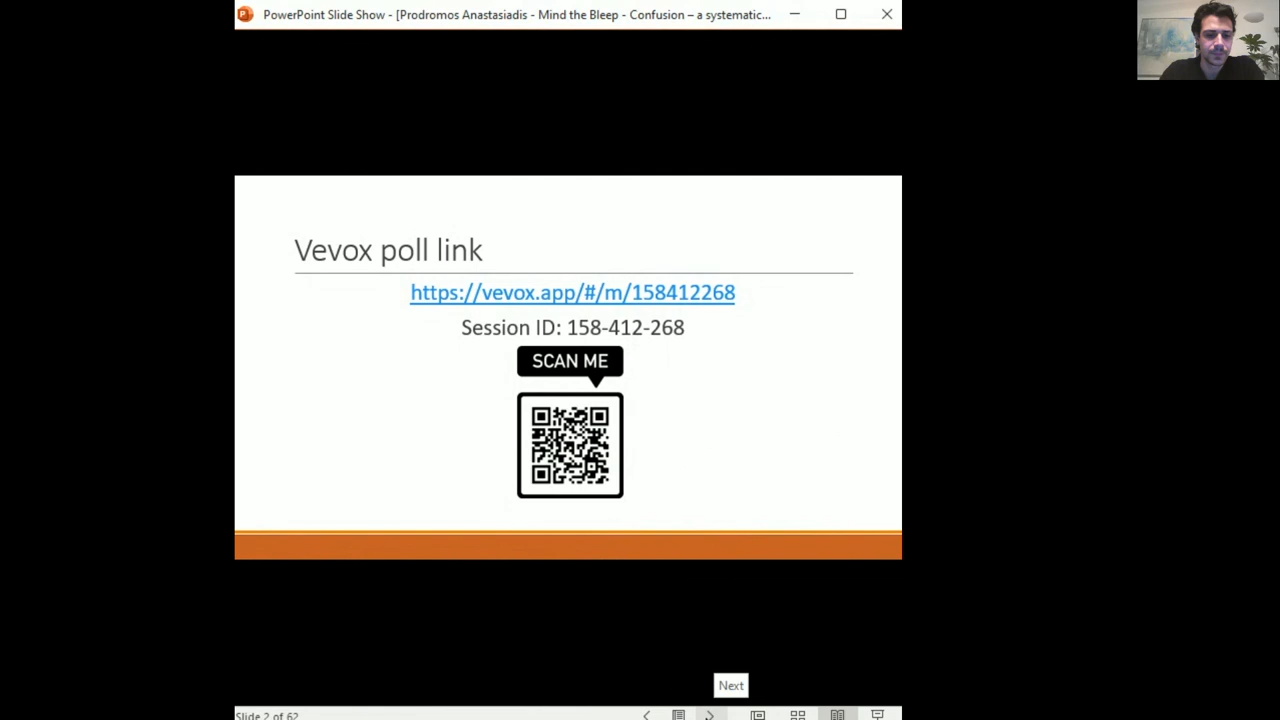 PowerPoint Slide Show - [Prodromos Anastasiadis - Mind the Bleep - Confusion – a systematic...
Vevox poll link
https://vevox.app/#/m/158412268
Session ID: 158-412-268
SCAN ME
Next
Slide 2 of 62